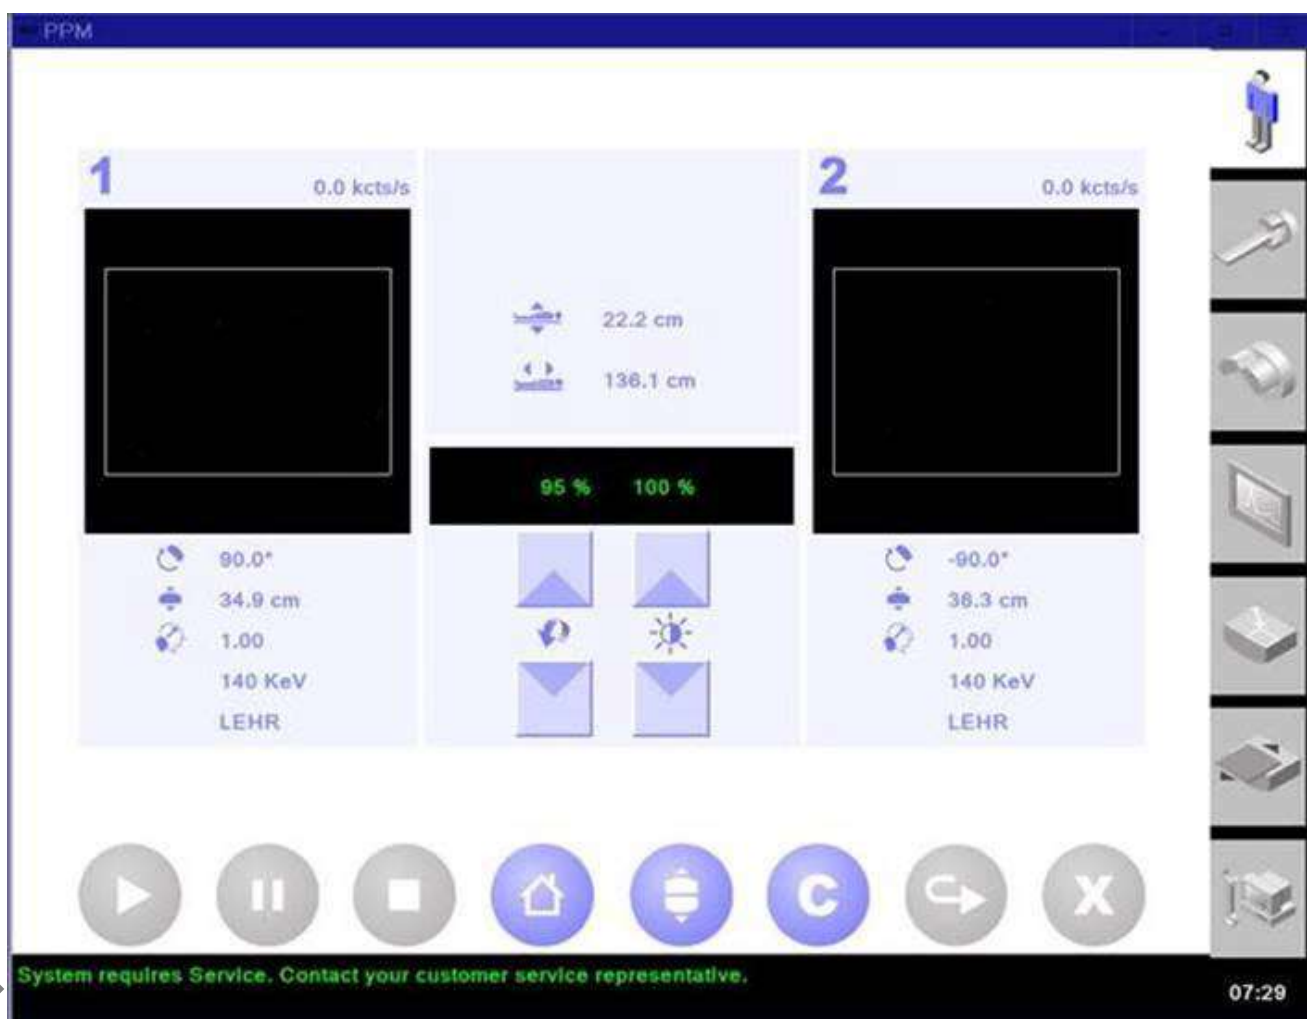 PPM
1
0.0 kcts/s
2
0.0 kcts/s
22.2 cm
136.1 cm
95 %
100 %
90.0°
34.9 cm
1.00
140 KeV
LEHR
-90.0°
36.3 cm
1.00
140 KeV
LEHR
C
X
System requires Service. Contact your customer service representative.
07:29